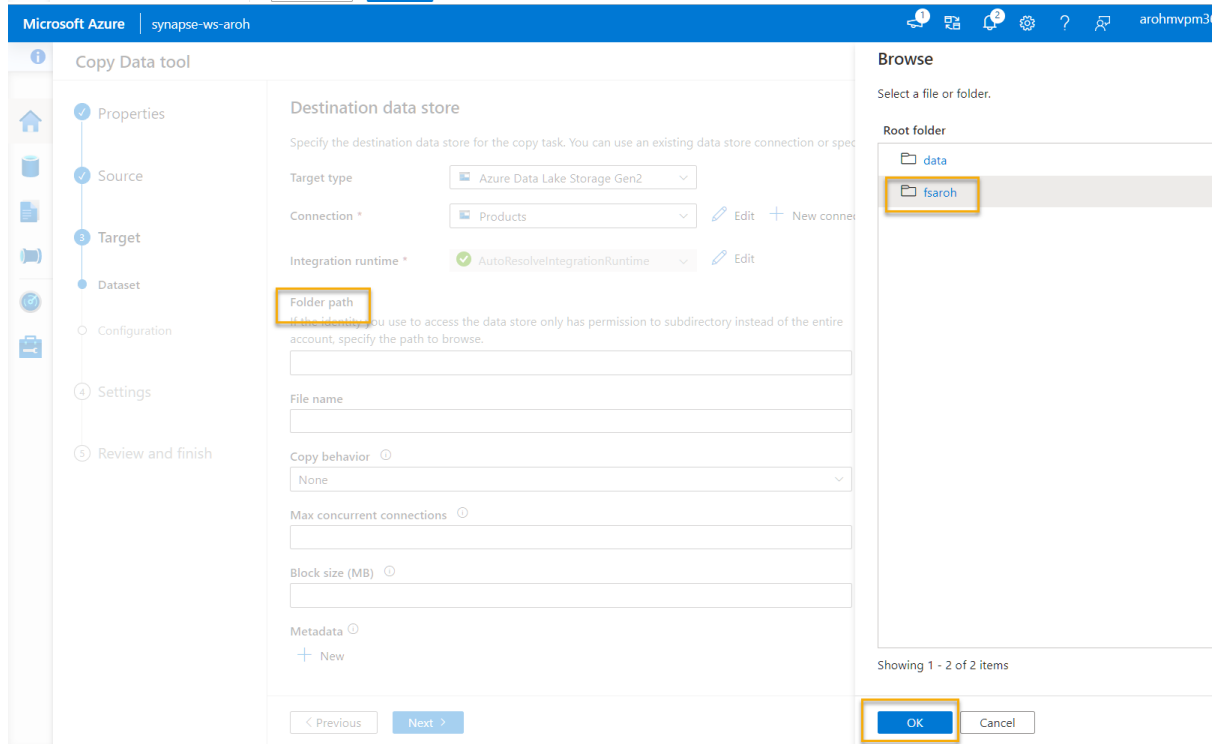 Microsoft Azure synapse-ws-aroh
1
2
arohmvpm36
Copy Data tool
Properties
Source
3 Target
Dataset
Configuration
4 Settings
5 Review and finish
Destination data store
Specify the destination data store for the copy task. You can use an existing data store connection or spec
Target type Azure Data Lake Storage Gen2
Connection * Products Edit New connec
Integration runtime * AutoResolveIntegrationRuntime Edit
Folder path
If the identity you use to access the data store only has permission to subdirectory instead of the entire
account, specify the path to browse.
File name
Copy behavior
None
Max concurrent connections
Block size (MB)
Metadata
New
< Previous Next >
Browse
Select a file or folder.
Root folder
data
fsaroh
Showing 1 - 2 of 2 items
OK Cancel